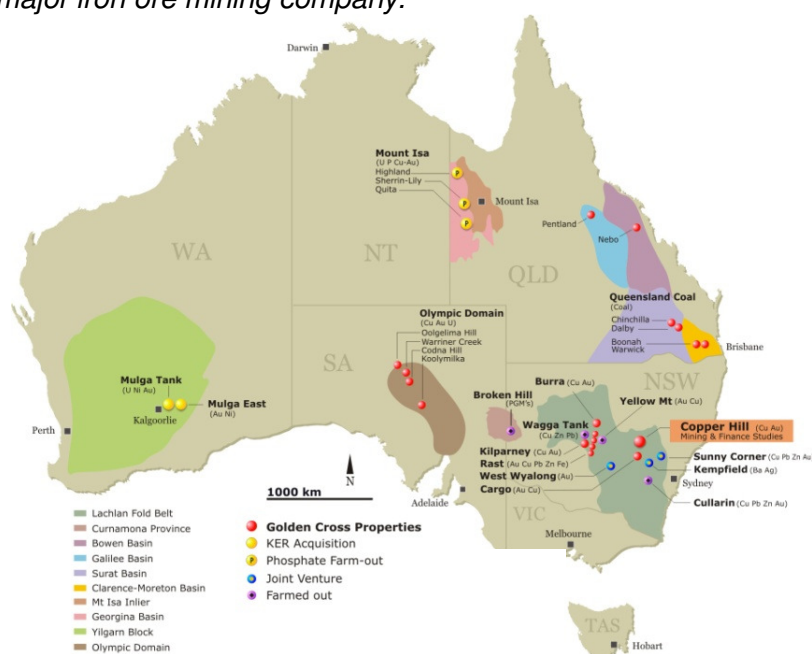 major iron ore mining company.
Darwin
Mount Isa
(U P Cu-Au)
Highland
Sherrin-Lily
Quita
Mount Isa
Pentland
Nebo
WA
NT
QLD
Queensland Coal
(Coal)
Chinchilla
Dalby
Boonah
Warwick
Brisbane
Olympic Domain
(Cu Au U)
Oolgelima Hill
Warriner Creek
Codna Hill
Koolymilka
SA
NSW
Mulga Tank
(U Ni Au)
Kalgoorlie
Mulga East
(Au Ni)
Perth
Broken Hill
(PGM's)
Burra (Cu Au)
Yellow Mt (Au Cu)
Wagga Tank
(Cu Zn Pb)
Copper Hill (Cu Au)
Mining & Finance Studies
Kilparney (Cu Au)
Rast (Au Cu Pb Zn Fe)
West Wyalong (Au)
Cargo (Au Cu)
Sunny Corner (Cu Pb Zn Au)
Kempfield (Ba Ag)
Sydney
Cullarin (Cu Pb Zn Au)
N
1000 km
Adelaide
VIC
Melbourne
TAS
Hobart
Lachlan Fold Belt
Curnamona Province
Bowen Basin
Galilee Basin
Surat Basin
Clarence-Moreton Basin
Mt Isa Inlier
Georgina Basin
Yilgarn Block
Olympic Domain
Golden Cross Properties
KER Acquisition
P Phosphate Farm-out
Joint Venture
Farmed out